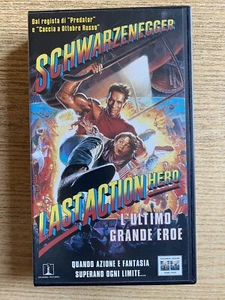 Dal regista di "Predator"
e "Caccia a Ottobre Rosso"
SCHWARZENEGGER
LAST ACTION HERO
L'ULTIMO
GRANDE EROE
QUANDO AZIONE E FANTASIA
SUPERANO OGNI LIMITE...